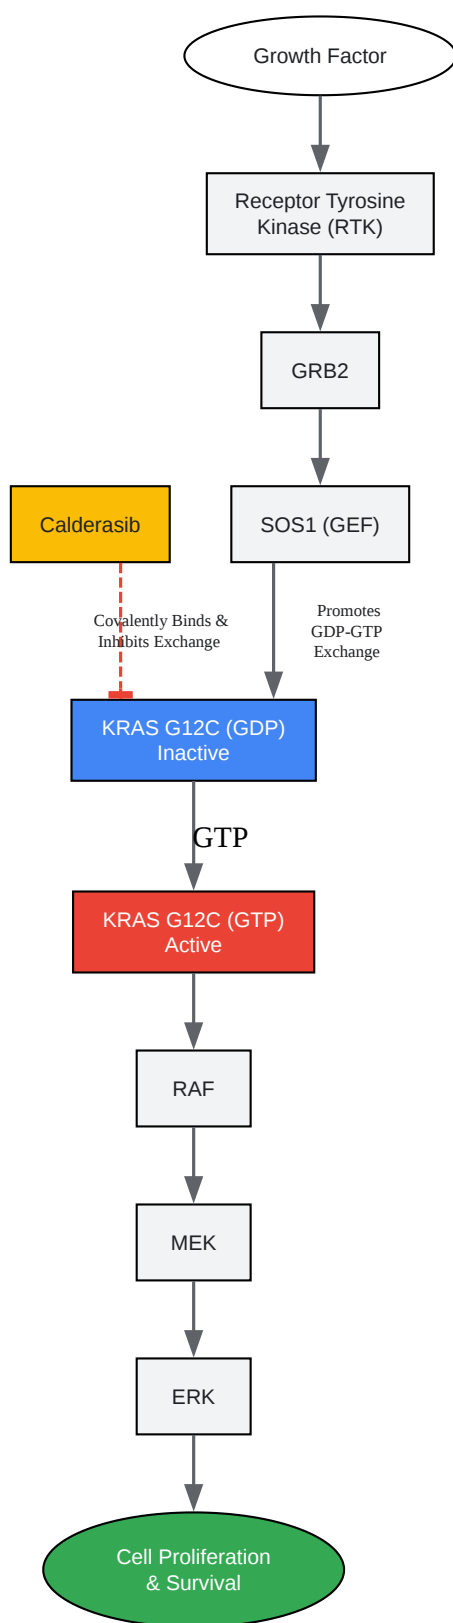 Growth Factor
Receptor Tyrosine
Kinase (RTK)
GRB2
Calderasib
SOS1 (GEF)
Covalently Binds &
Inhibits Exchange
Promotes
GDP-GTP
Exchange
KRAS G12C (GDP)
Inactive
GTP
KRAS G12C (GTP)
Active
RAF
MEK
ERK
Cell Proliferation
& Survival